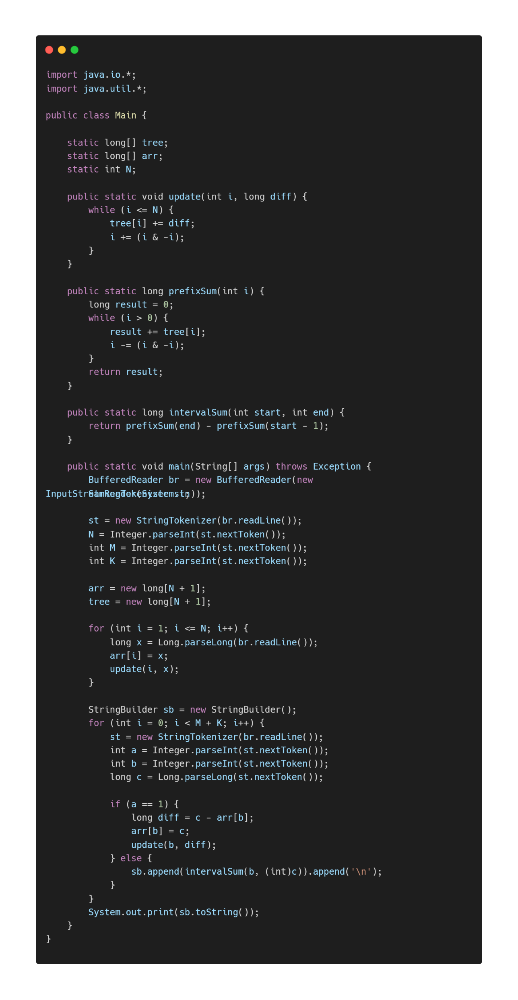 import java.io.*;
import java.util.*;

public class Main {

    static long[] tree;
    static long[] arr;
    static int N;

    public static void update(int i, long diff) {
        while (i <= N) {
            tree[i] += diff;
            i += (i & -i);
        }
    }

    public static long prefixSum(int i) {
        long result = 0;
        while (i > 0) {
            result += tree[i];
            i -= (i & -i);
        }
        return result;
    }

    public static long intervalSum(int start, int end) {
        return prefixSum(end) - prefixSum(start - 1);
    }

    public static void main(String[] args) throws Exception {
        BufferedReader br = new BufferedReader(new
InputStreamReader(System.in));
        StringTokenizer st;

        st = new StringTokenizer(br.readLine());
        N = Integer.parseInt(st.nextToken());
        int M = Integer.parseInt(st.nextToken());
        int K = Integer.parseInt(st.nextToken());

        arr = new long[N + 1];
        tree = new long[N + 1];

        for (int i = 1; i <= N; i++) {
            long x = Long.parseLong(br.readLine());
            arr[i] = x;
            update(i, x);
        }

        StringBuilder sb = new StringBuilder();
        for (int i = 0; i < M + K; i++) {
            st = new StringTokenizer(br.readLine());
            int a = Integer.parseInt(st.nextToken());
            int b = Integer.parseInt(st.nextToken());
            long c = Long.parseLong(st.nextToken());

            if (a == 1) {
                long diff = c - arr[b];
                arr[b] = c;
                update(b, diff);
            } else {
                sb.append(intervalSum(b, (int)c)).append('\n');
            }
        }
        System.out.print(sb.toString());
    }
}